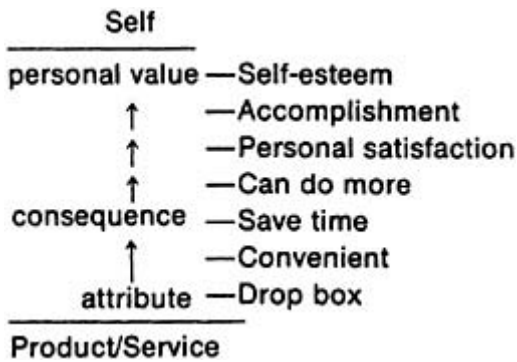 Self
personal value —Self-esteem
—Accomplishment
—Personal satisfaction
—Can do more
consequence —Save time
—Convenient
attribute —Drop box
Product/Service